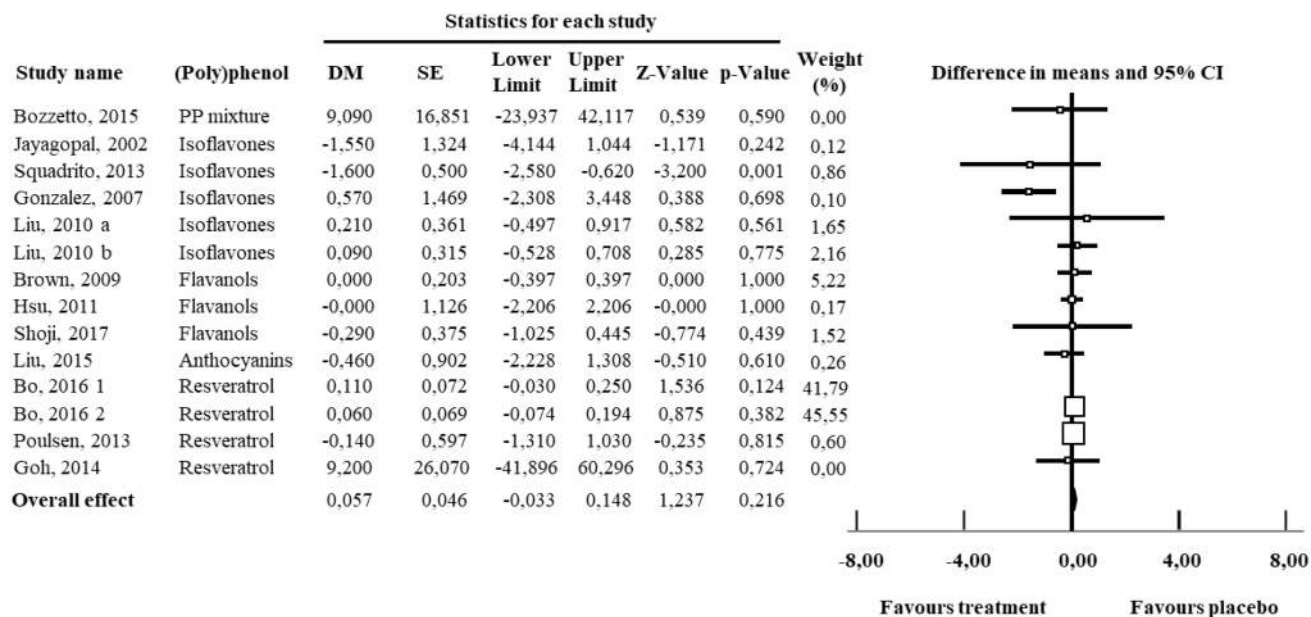 Statistics for each study
Study name (Poly)phenol DM SE Lower Limit Upper Limit Z-Value p-Value Weight (%) Difference in means and 95% CI
Bozzetto, 2015 PP mixture 9,090 16,851 -23,937 42,117 0,539 0,590 0,00
Jayagopal, 2002 Isoflavones -1,550 1,324 -4,144 1,044 -1,171 0,242 0,12
Squadrito, 2013 Isoflavones -1,600 0,500 -2,580 -0,620 -3,200 0,001 0,86
Gonzalez, 2007 Isoflavones 0,570 1,469 -2,308 3,448 0,388 0,698 0,10
Liu, 2010 a Isoflavones 0,210 0,361 -0,497 0,917 0,582 0,561 1,65
Liu, 2010 b Isoflavones 0,090 0,315 -0,528 0,708 0,285 0,775 2,16
Brown, 2009 Flavanols 0,000 0,203 -0,397 0,397 0,000 1,000 5,22
Hsu, 2011 Flavanols -0,000 1,126 -2,206 2,206 -0,000 1,000 0,17
Shoji, 2017 Flavanols -0,290 0,375 -1,025 0,445 -0,774 0,439 1,52
Liu, 2015 Anthocyanins -0,460 0,902 -2,228 1,308 -0,510 0,610 0,26
Bo, 2016 1 Resveratrol 0,110 0,072 -0,030 0,250 1,536 0,124 41,79
Bo, 2016 2 Resveratrol 0,060 0,069 -0,074 0,194 0,875 0,382 45,55
Poulsen, 2013 Resveratrol -0,140 0,597 -1,310 1,030 -0,235 0,815 0,60
Goh, 2014 Resveratrol 9,200 26,070 -41,896 60,296 0,353 0,724 0,00
Overall effect 0,057 0,046 -0,033 0,148 1,237 0,216
-8,00 -4,00 0,00 4,00 8,00
Favours treatment Favours placebo